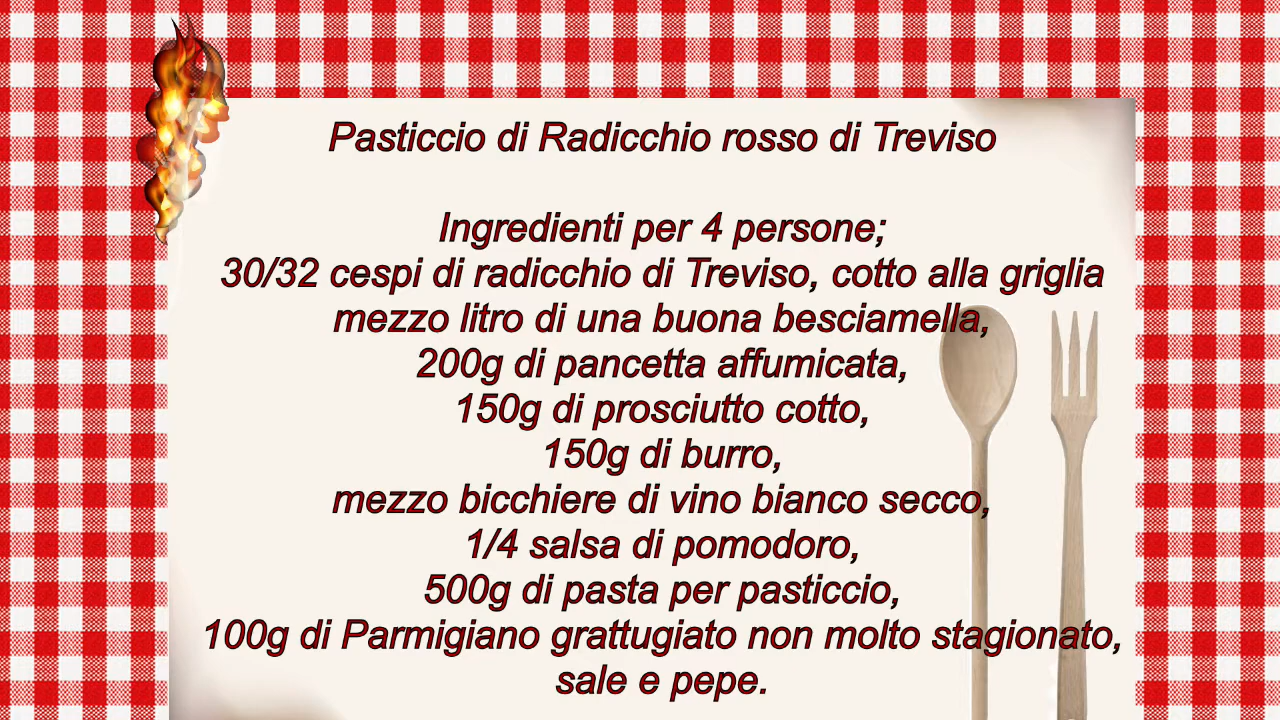 Pasticcio di Radicchio rosso di Treviso
Ingredienti per 4 persone;
30/32 cespi di radicchio di Treviso, cotto alla griglia
mezzo litro di una buona besciamella,
200g di pancetta affumicata,
150g di prosciutto cotto,
150g di burro,
mezzo bicchiere di vino bianco secco,
1/4 salsa di pomodoro,
500g di pasta per pasticcio,
100g di Parmigiano grattugiato non molto stagionato,
sale e pepe.